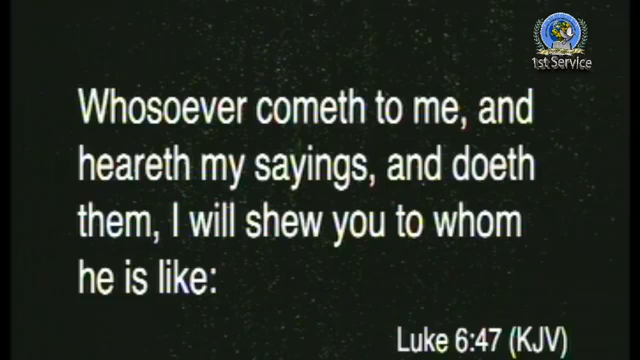 1st Service
Whosoever cometh to me, and
heareth my sayings, and doeth
them, I will shew you to whom
he is like:
Luke 6:47 (KJV)